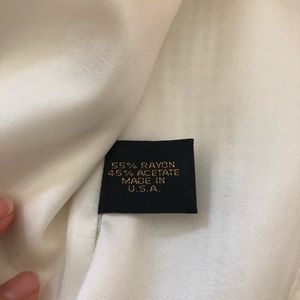 55% RAYON
45% ACETATE
MADE IN
U.S.A.